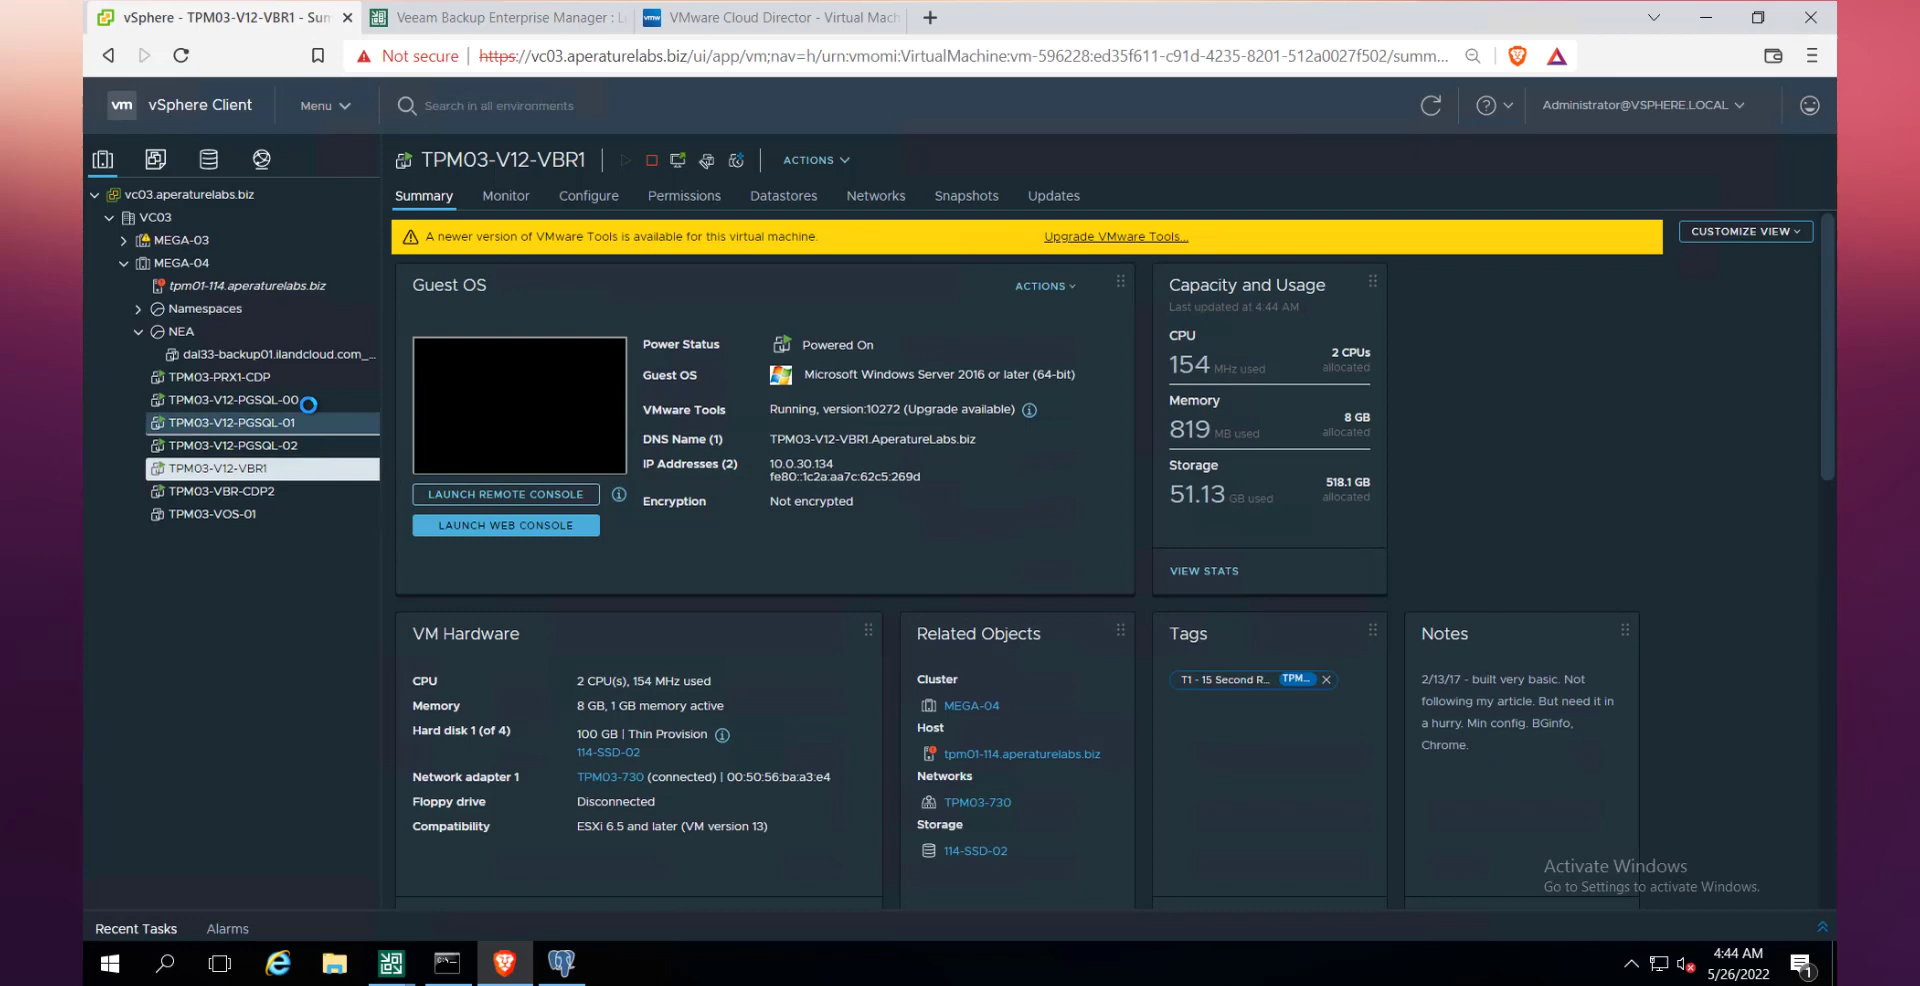 vSphere - TPM03-V12-VBR1 - Sum
Veeam Backup Enterprise Manager : L
VMware Cloud Director - Virtual Mach
Not secure
https://vc03.aperaturelabs.biz/ui/app/vm;nav=h/urn:vmomi:VirtualMachine:vm-596228:ed35f611-c91d-4235-8201-512a0027f502/summ...
vm vSphere Client
Menu
Search in all environments
Administrator@VSPHERE.LOCAL
vc03.aperaturelabs.biz
VC03
MEGA-03
MEGA-04
tpm01-114.aperaturelabs.biz
Namespaces
NEA
dal33-backup01.ilandcloud.com_...
TPM03-PRX1-CDP
TPM03-V12-PGSQL-00
TPM03-V12-PGSQL-01
TPM03-V12-PGSQL-02
TPM03-V12-VBR1
TPM03-VBR-CDP2
TPM03-VOS-01
TPM03-V12-VBR1
ACTIONS
Summary
Monitor
Configure
Permissions
Datastores
Networks
Snapshots
Updates
A newer version of VMware Tools is available for this virtual machine.
Upgrade VMware Tools...
CUSTOMIZE VIEW
Guest OS
ACTIONS
Power Status Powered On
Guest OS Microsoft Windows Server 2016 or later (64-bit)
VMware Tools Running, version:10272 (Upgrade available)
DNS Name (1) TPM03-V12-VBR1.AperatureLabs.biz
IP Addresses (2) 10.0.30.134
fe80::1c2a:aa7c:62c5:269d
Encryption Not encrypted
LAUNCH REMOTE CONSOLE
LAUNCH WEB CONSOLE
Capacity and Usage
Last updated at 4:44 AM
CPU
154 MHz used
2 CPUs
allocated
Memory
819 MB used
8 GB
allocated
Storage
51.13 GB used
518.1 GB
allocated
VIEW STATS
VM Hardware
CPU 2 CPU(s), 154 MHz used
Memory 8 GB, 1 GB memory active
Hard disk 1 (of 4) 100 GB | Thin Provision
114-SSD-02
Network adapter 1 TPM03-730 (connected) | 00:50:56:ba:a3:e4
Floppy drive Disconnected
Compatibility ESXi 6.5 and later (VM version 13)
Related Objects
Cluster
MEGA-04
Host
tpm01-114.aperaturelabs.biz
Networks
TPM03-730
Storage
114-SSD-02
Tags
T1 - 15 Second R... TPM...
Notes
2/13/17 - built very basic. Not
following my article. But need it in
a hurry. Min config. BGinfo,
Chrome.
Activate Windows
Go to Settings to activate Windows.
Recent Tasks
Alarms
4:44 AM
5/26/2022
1